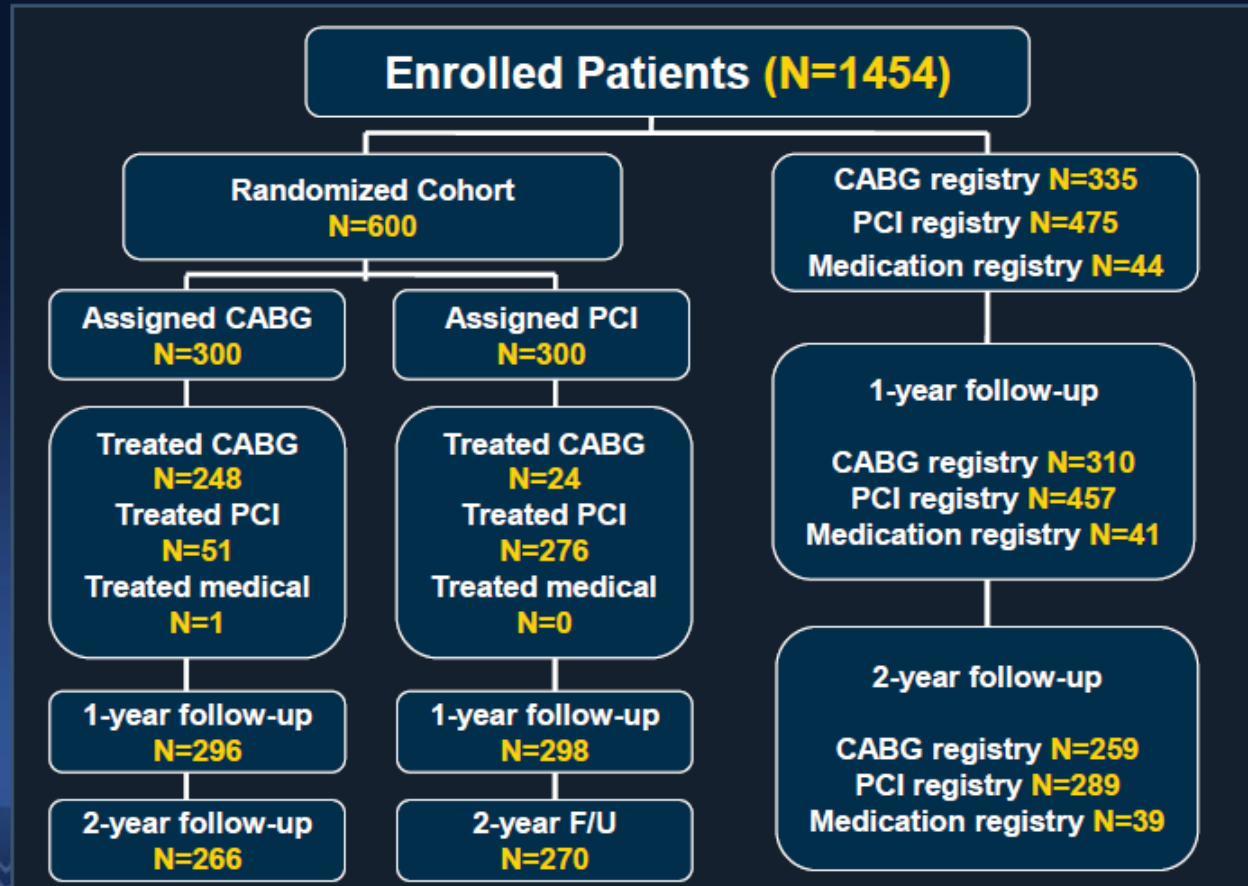 Enrolled Patients (N=1454)
Randomized Cohort
N=600
CABG registry N=335
PCI registry N=475
Medication registry N=44
Assigned CABG
N=300
Assigned PCI
N=300
Treated CABG
N=248
Treated PCI
N=51
Treated medical
N=1
Treated CABG
N=24
Treated PCI
N=276
Treated medical
N=0
1-year follow-up
CABG registry N=310
PCI registry N=457
Medication registry N=41
1-year follow-up
N=296
1-year follow-up
N=298
2-year follow-up
CABG registry N=259
PCI registry N=289
Medication registry N=39
2-year follow-up
N=266
2-year F/U
N=270